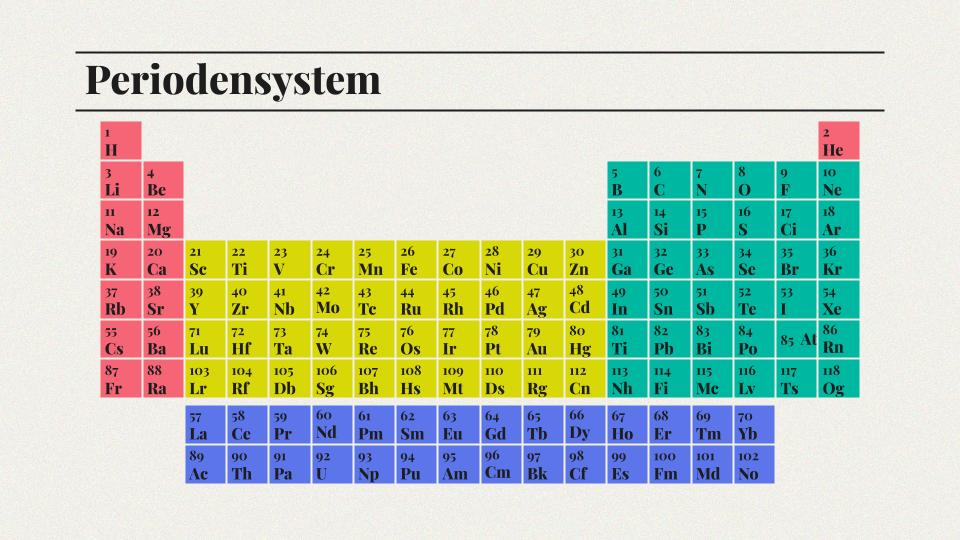 Periodensystem
1 2
H He
3 4 5 6 7 8 9 10
Li Be B C N O F Ne
11 12 13 14 15 16 17 18
Na Mg Al Si P S Ci Ar
19 20 21 22 23 24 25 26 27 28 29 30 31 32 33 34 35 36
K Ca Sc Ti V Cr Mn Fe Co Ni Cu Zn Ga Ge As Se Br Kr
37 38 39 40 41 42 43 44 45 46 47 48 49 50 51 52 53 54
Rb Sr Y Zr Nb Mo Tc Ru Rh Pd Ag Cd In Sn Sb Te I Xe
55 56 71 72 73 74 75 76 77 78 79 80 81 82 83 84 85 At 86
Cs Ba Lu Hf Ta W Re Os Ir Pt Au Hg Ti Pb Bi Po Rn
87 88 103 104 105 106 107 108 109 110 111 112 113 114 115 116 117 118
Fr Ra Lr Rf Db Sg Bh Hs Mt Ds Rg Cn Nh Fi Mc Lv Ts Og
57 58 59 60 61 62 63 64 65 66 67 68 69 70
La Ce Pr Nd Pm Sm Eu Gd Tb Dy Ho Er Tm Yb
89 90 91 92 93 94 95 96 97 98 99 100 101 102
Ac Th Pa U Np Pu Am Cm Bk Cf Es Fm Md No